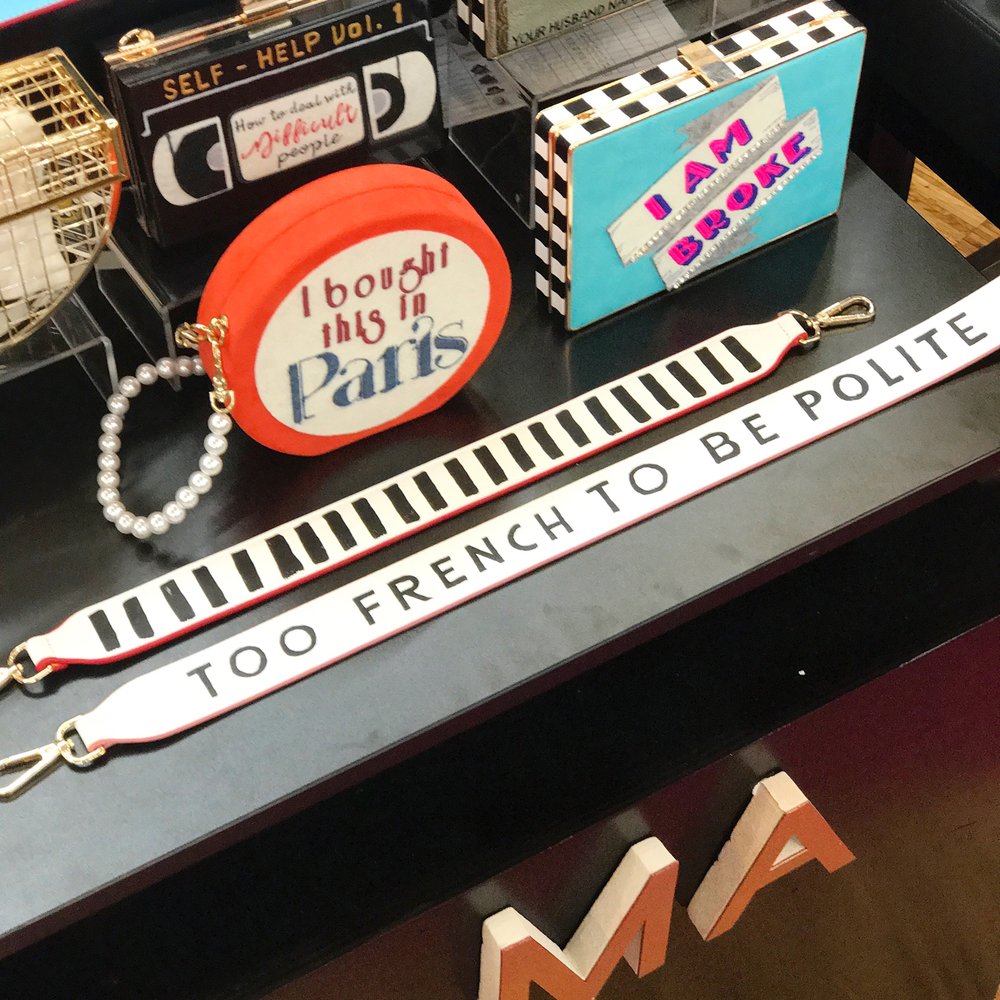 YOUR HUSBAND
SELF - HELP Vol. 1
How to deal with
Difficult
people
I AM
BROKE
I bought
this in
Paris
TOO FRENCH TO BE POLITE
MA